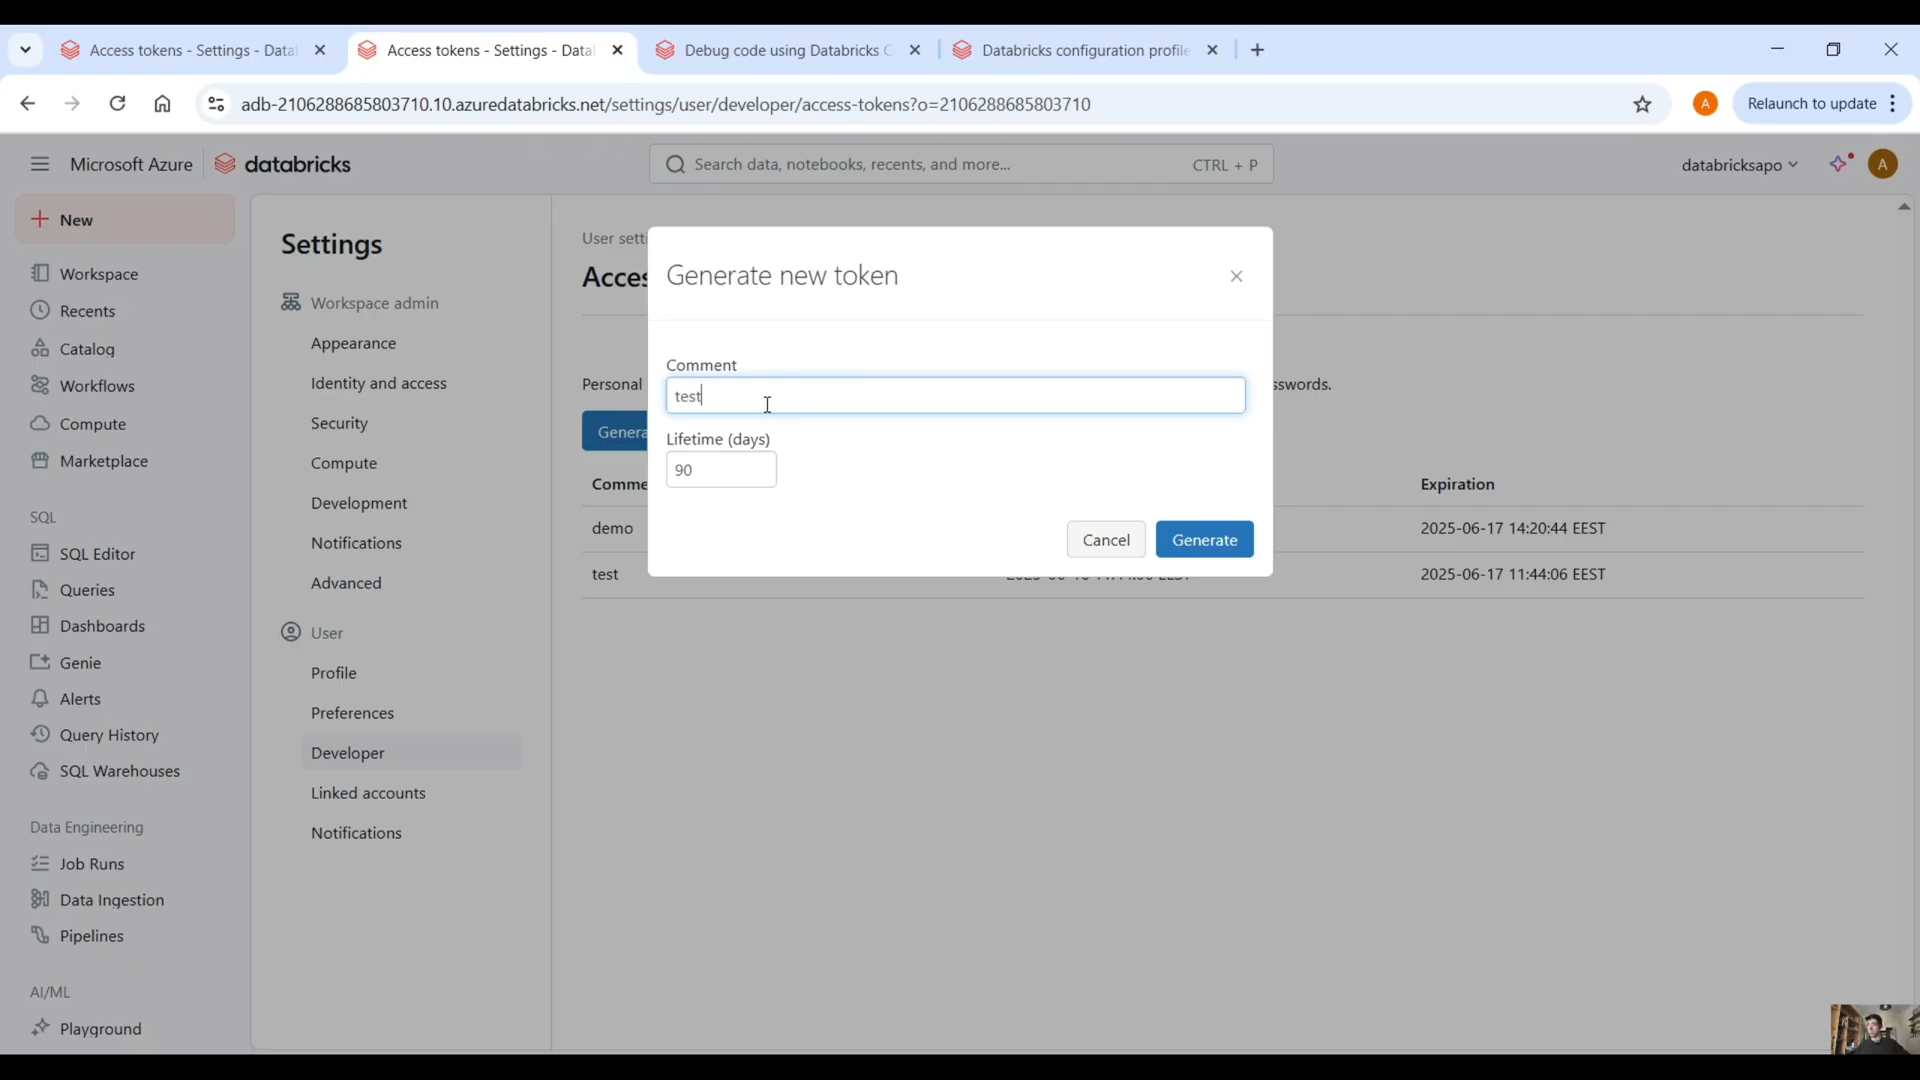 Access tokens - Settings - Data
Access tokens - Settings - Data
Debug code using Databricks C
Databricks configuration profile
adb-2106288685803710.10.azuredatabricks.net/settings/user/developer/access-tokens?o=2106288685803710
A
Relaunch to update
Microsoft Azure
databricks
Search data, notebooks, recents, and more...
CTRL + P
databricksapo
A
New
Workspace
Recents
Catalog
Workflows
Compute
Marketplace
SQL
SQL Editor
Queries
Dashboards
Genie
Alerts
Query History
SQL Warehouses
Data Engineering
Job Runs
Data Ingestion
Pipelines
AI/ML
Playground
Settings
Workspace admin
Appearance
Identity and access
Security
Compute
Development
Notifications
Advanced
User
Profile
Preferences
Developer
Linked accounts
Notifications
User setti
Acces
Personal
sswords.
Genera
Comme
Expiration
demo
2025-06-17 14:20:44 EEST
test
2025-06-17 11:44:06 EEST
Generate new token
Comment
test
Lifetime (days)
90
Cancel
Generate